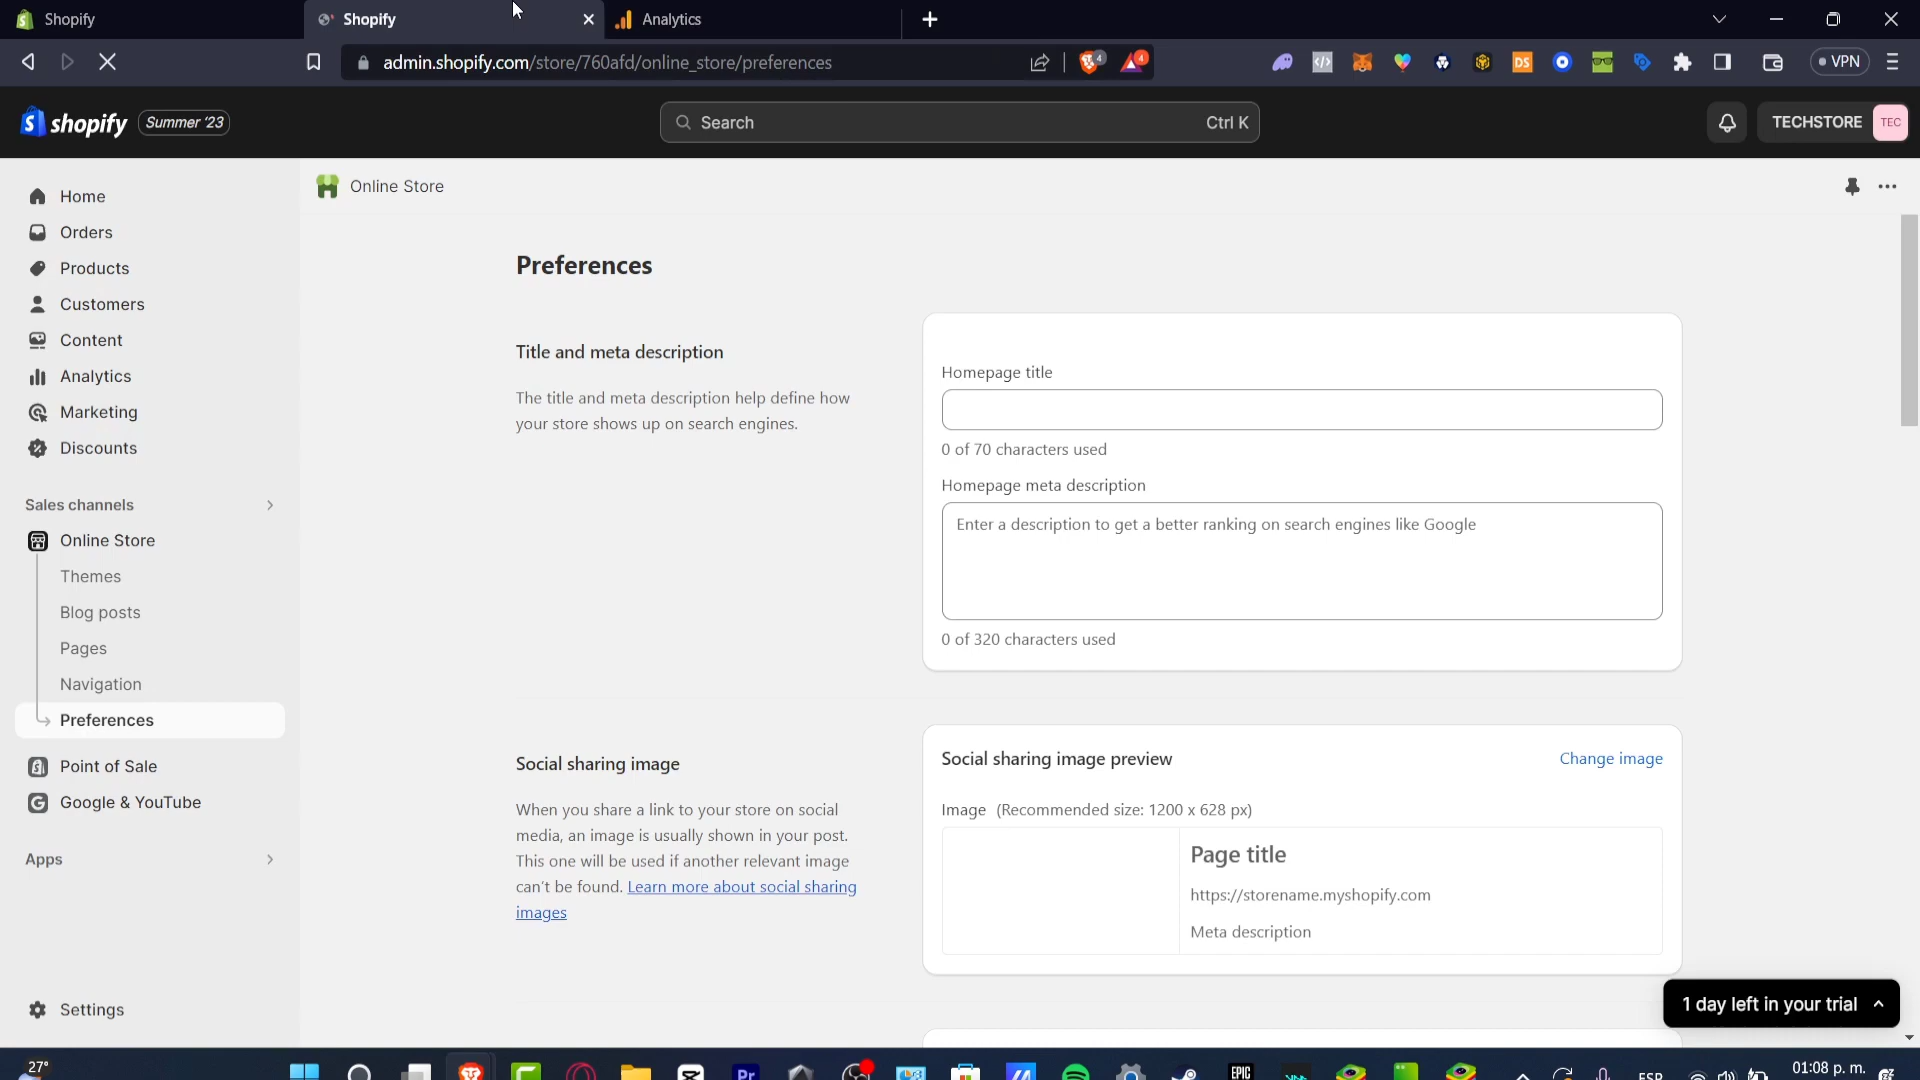 Shopify
Shopify
Analytics
admin.shopify.com/store/760afd/online_store/preferences
4
4
DS
VPN
shopify
Summer '23
Search
Ctrl K
TECHSTORE
TEC
Home
Orders
Products
Customers
Content
Analytics
Marketing
Discounts
Sales channels
Online Store
Themes
Blog posts
Pages
Navigation
Preferences
Point of Sale
Google & YouTube
Apps
Settings
Online Store
Preferences
Title and meta description
The title and meta description help define how
your store shows up on search engines.
Homepage title
0 of 70 characters used
Homepage meta description
Enter a description to get a better ranking on search engines like Google
0 of 320 characters used
Social sharing image
When you share a link to your store on social
media, an image is usually shown in your post.
This one will be used if another relevant image
can't be found. Learn more about social sharing
images
Social sharing image preview
Change image
Image (Recommended size: 1200 x 628 px)
Page title
https://storename.myshopify.com
Meta description
1 day left in your trial
27°
Pr
EPIC
ESP
01:08 p. m.